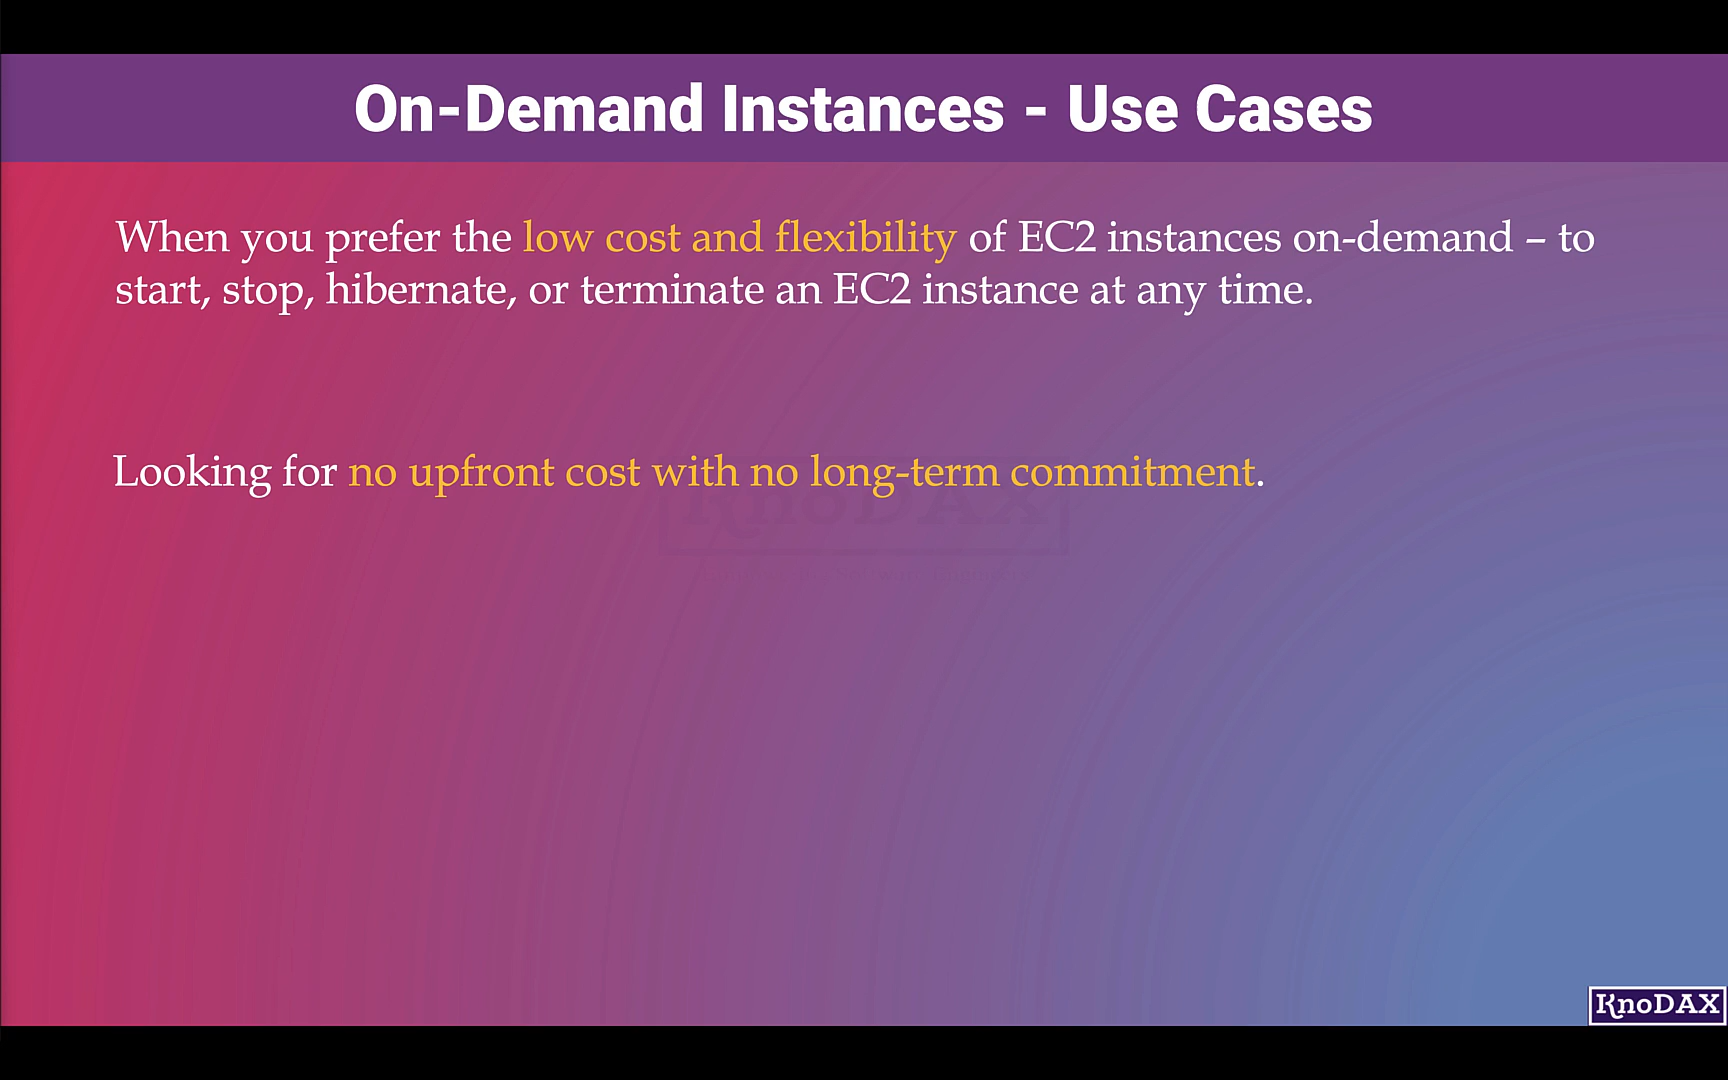 On-Demand Instances - Use Cases
When you prefer the low cost and flexibility of EC2 instances on-demand – to
start, stop, hibernate, or terminate an EC2 instance at any time.
Looking for no upfront cost with no long-term commitment.
KnoDAX
KnoDAX